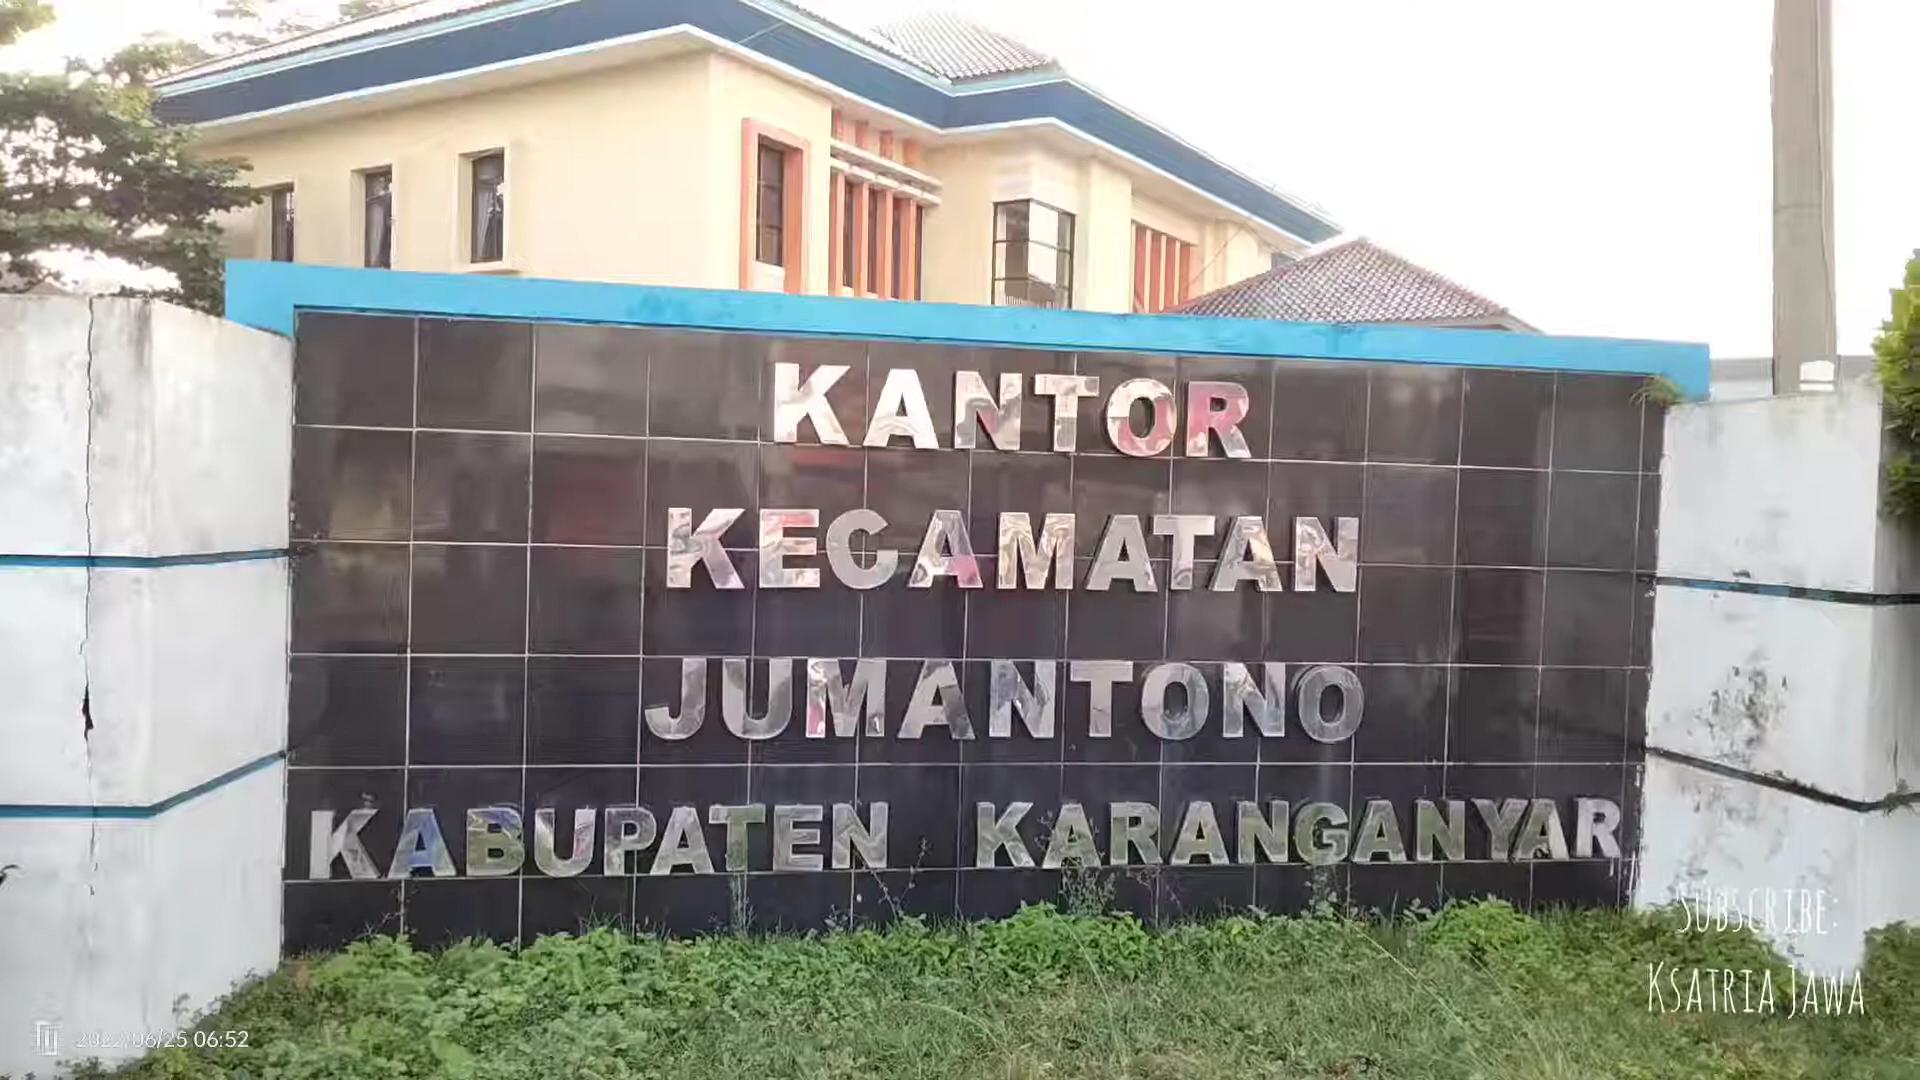 KANTOR
KECAMATAN
JUMANTONO
KABUPATEN KARANGANYAR
SUBSCRIBE:
KSATRIA JAWA
2022/06/25 06:52